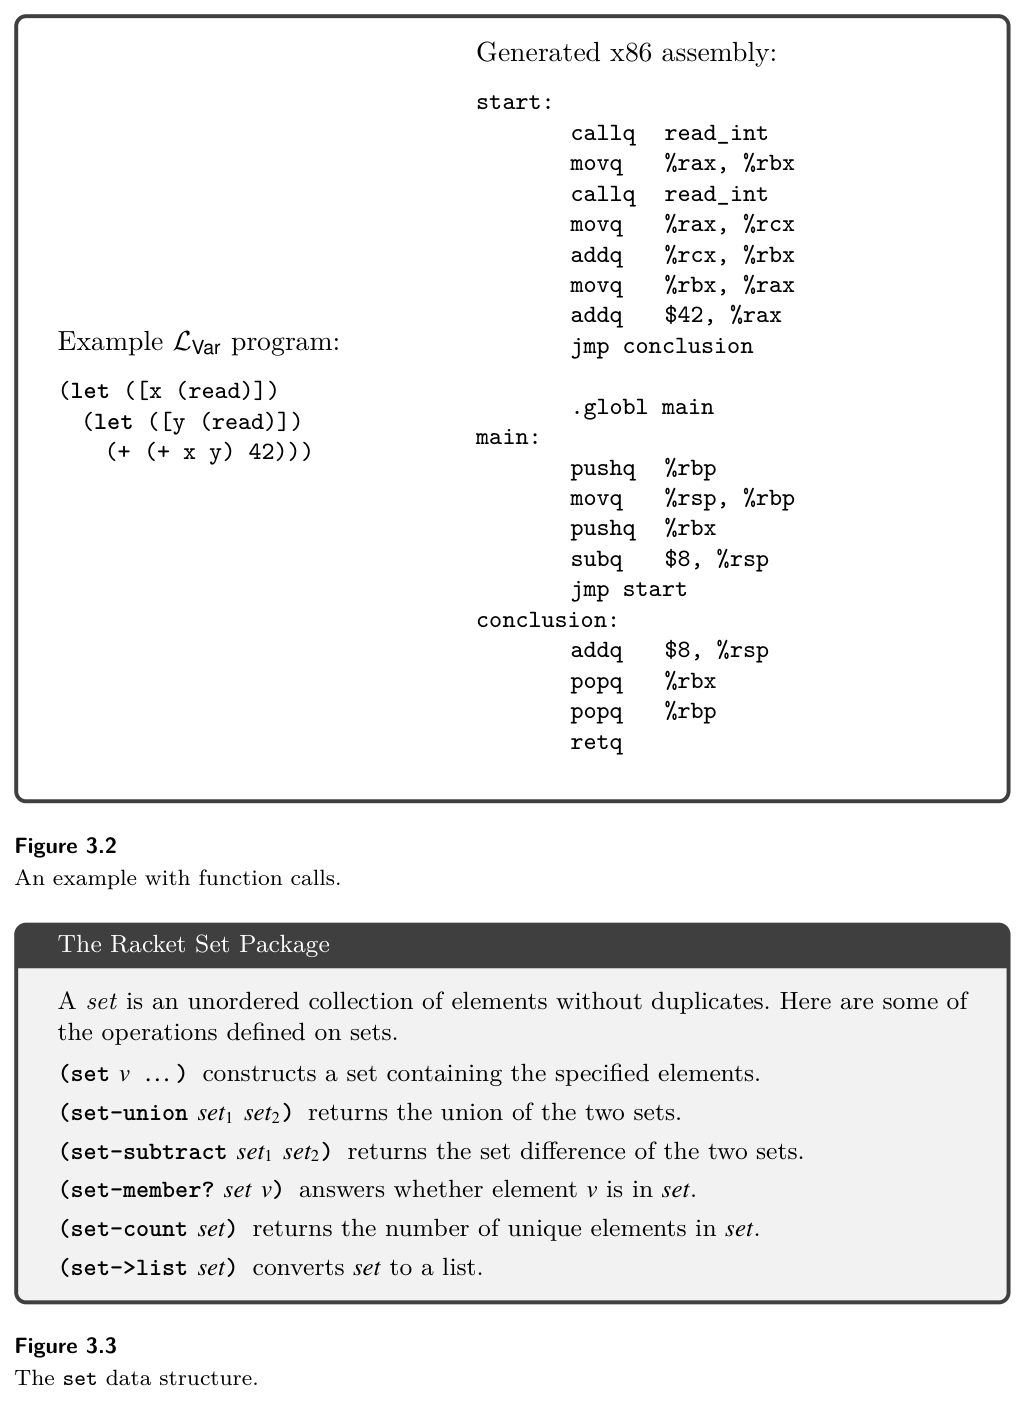 Example ℒVar program:
(let ([x (read)])
  (let ([y (read)])
    (+ (+ x y) 42)))
Generated x86 assembly:
start:
        callq   read_int
        movq    %rax, %rbx
        callq   read_int
        movq    %rax, %rcx
        addq    %rcx, %rbx
        movq    %rbx, %rax
        addq    $42, %rax
        jmp conclusion
        .globl main
main:
        pushq   %rbp
        movq    %rsp, %rbp
        pushq   %rbx
        subq    $8, %rsp
        jmp start
conclusion:
        addq    $8, %rsp
        popq    %rbx
        popq    %rbp
        retq
Figure 3.2
An example with function calls.
The Racket Set Package
A set is an unordered collection of elements without duplicates. Here are some of
the operations defined on sets.
(set v ...) constructs a set containing the specified elements.
(set-union set₁ set₂) returns the union of the two sets.
(set-subtract set₁ set₂) returns the set difference of the two sets.
(set-member? set v) answers whether element v is in set.
(set-count set) returns the number of unique elements in set.
(set->list set) converts set to a list.
Figure 3.3
The set data structure.